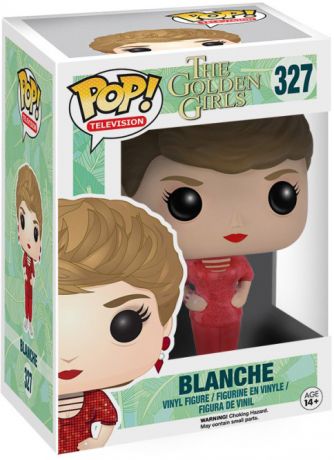 POP!
TELEVISION
THE
GOLDEN
GIRLS
327
BLANCHE
327
BLANCHE
VINYL FIGURE / FIGURINE EN VINYLE /
FIGURA DE VINIL
WARNING: Choking Hazard.
May contain small parts.
AGE
14+